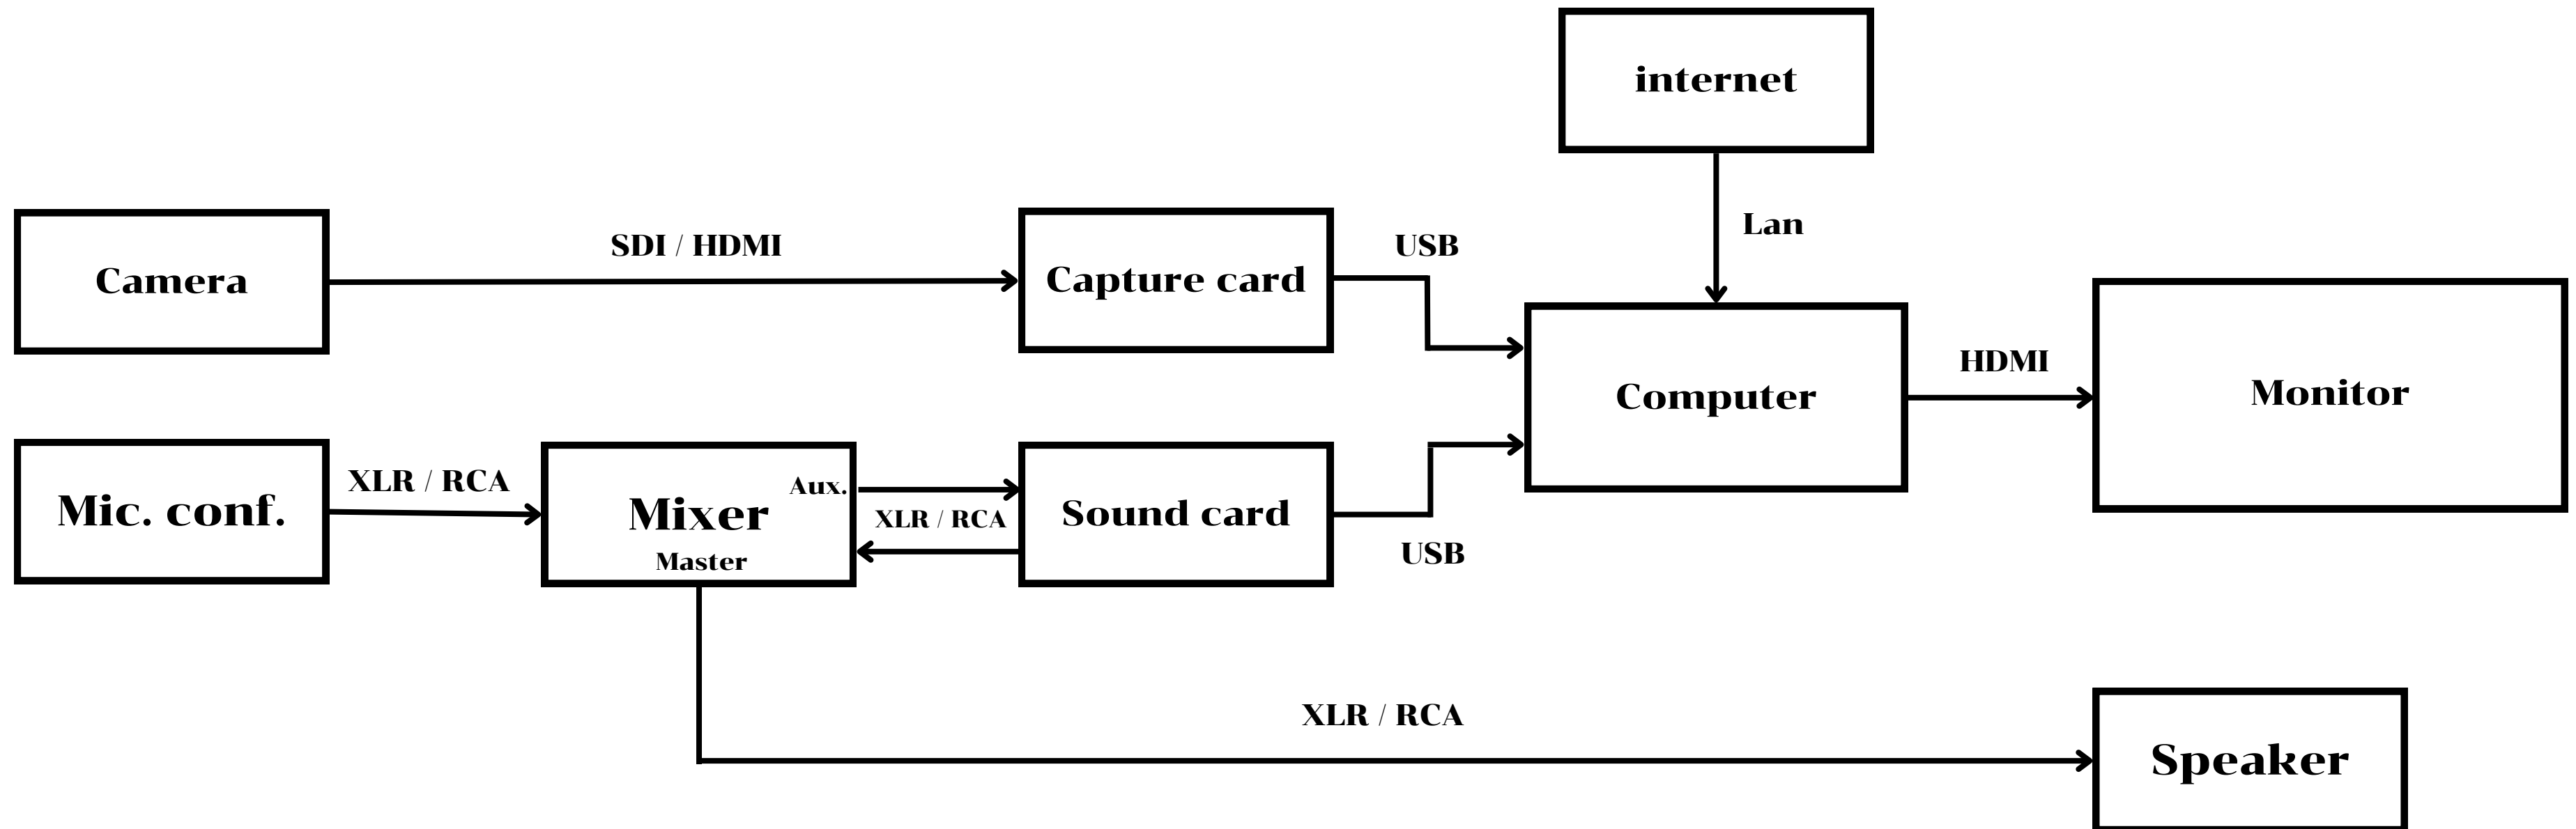 internet
Lan
SDI / HDMI
USB
Camera
Capture card
HDMI
Computer
Monitor
XLR / RCA
Aux.
Mic. conf.
Mixer
XLR / RCA
Sound card
Master
USB
XLR / RCA
Speaker